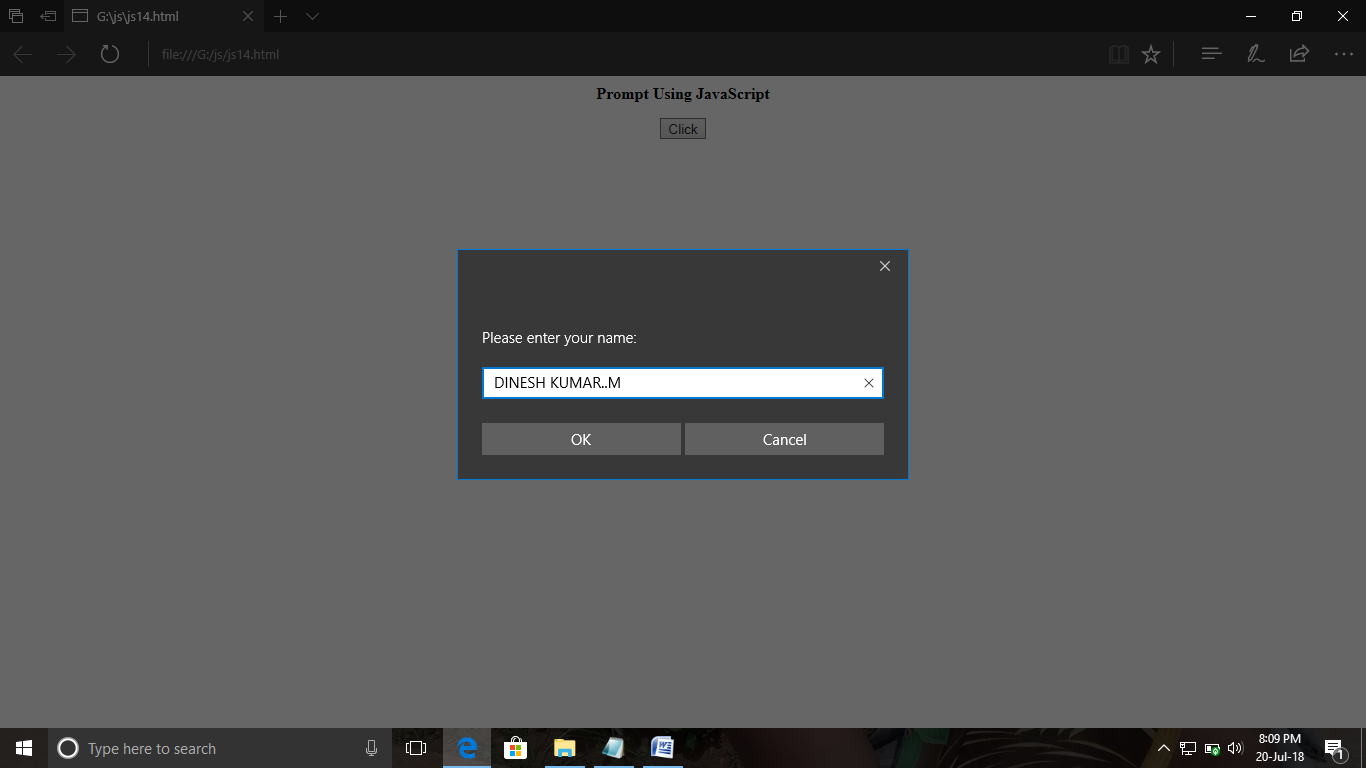 G:\js\js14.html
file:///G:/js/js14.html
Prompt Using JavaScript
Click
Please enter your name:
DINESH KUMAR..M
OK
Cancel
Type here to search
8:09 PM
20-Jul-18
1